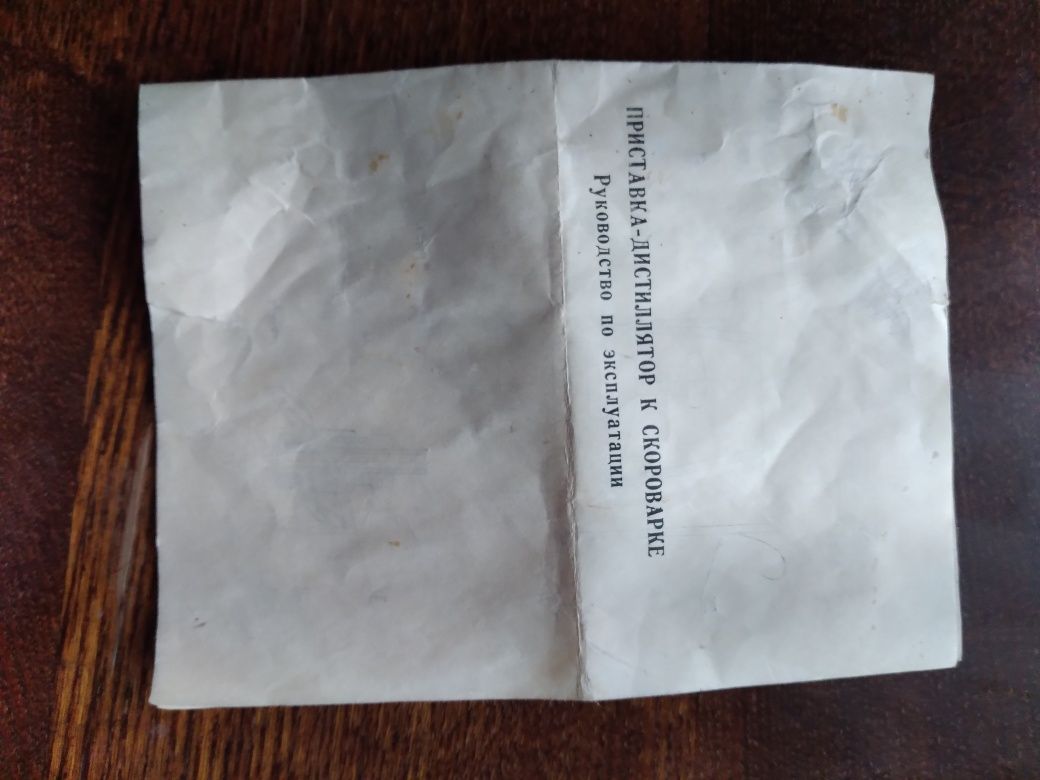 ПРИСТАВКА-ДИСТИЛЛЯТОР К СКОРОВАРКЕ
Руководство по эксплуатации